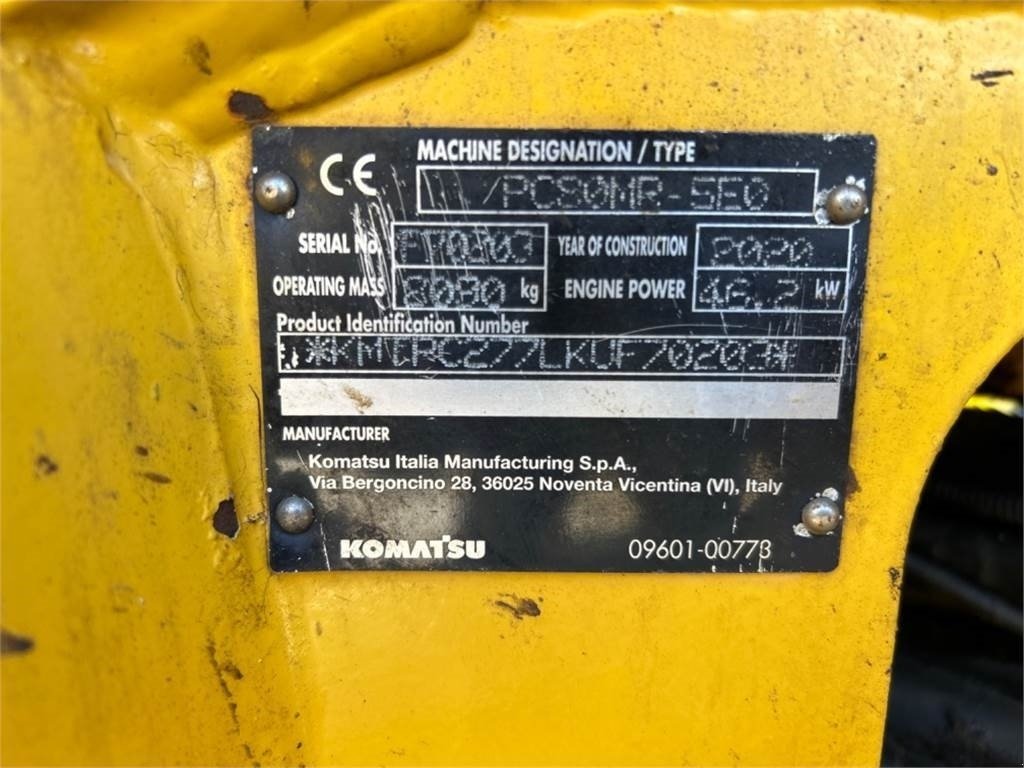 CE
MACHINE DESIGNATION / TYPE
/PC80MR-5E0
SERIAL No. F70203
YEAR OF CONSTRUCTION 2020
OPERATING MASS 8080 kg
ENGINE POWER 46.2 kW
Product Identification Number
*KMTRC277LKUF70203*
MANUFACTURER
Komatsu Italia Manufacturing S.p.A.,
Via Bergoncino 28, 36025 Noventa Vicentina (VI), Italy
KOMATSU
09601-00773